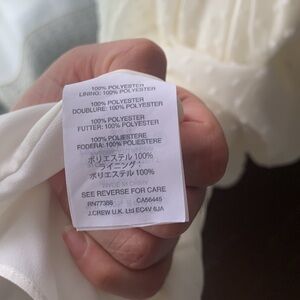 100% POLYESTER
LINING: 100% POLYESTER
100% POLYESTER
DOUBLURE: 100% POLYESTER
100% POLYESTER
FUTTER: 100% POLYESTER
100% POLIESTERE
FODERA: 100% POLIESTERE
ポリエステル 100%
ライニング :
ポリエステル 100%
SEE REVERSE FOR CARE
RN77388 CA56445
J.CREW U.K. Ltd EC4V 6JA